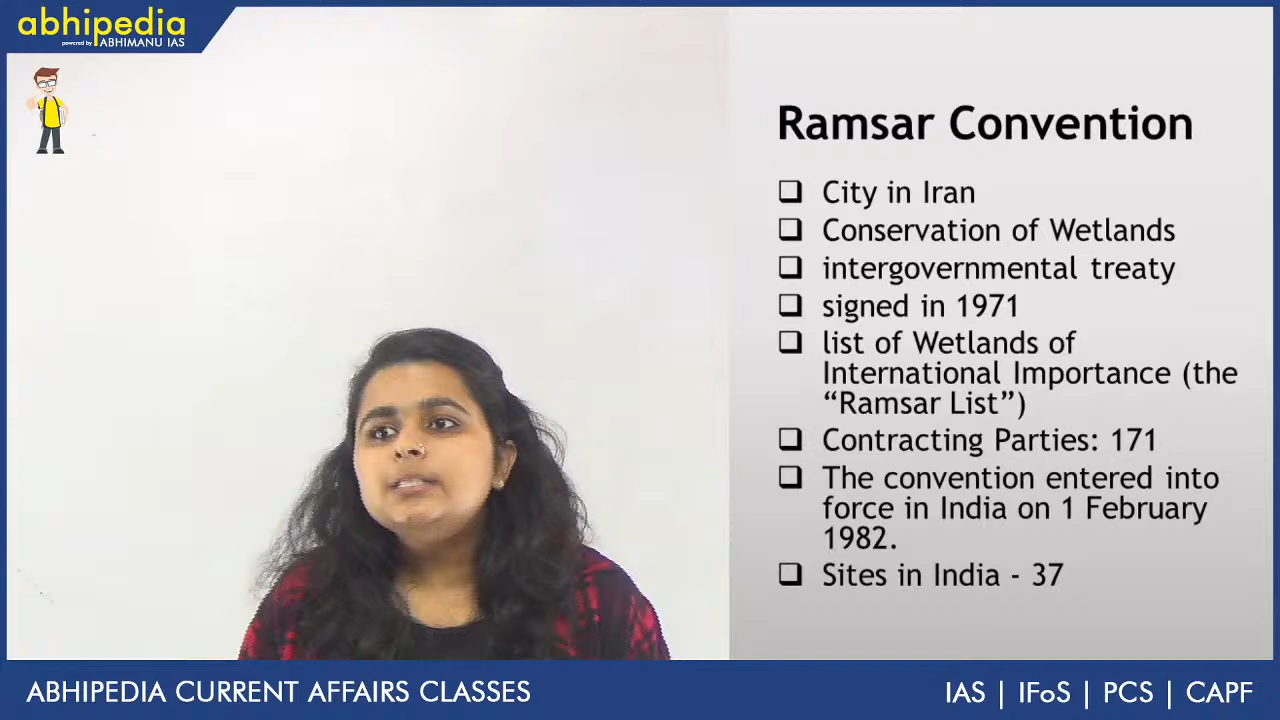 abhipedia
powered by ABHIMANU IAS
Ramsar Convention
❑ City in Iran
❑ Conservation of Wetlands
❑ intergovernmental treaty
❑ signed in 1971
❑ list of Wetlands of
International Importance (the
“Ramsar List”)
❑ Contracting Parties: 171
❑ The convention entered into
force in India on 1 February
1982.
❑ Sites in India - 37
ABHIPEDIA CURRENT AFFAIRS CLASSES
IAS | IFoS | PCS | CAPF